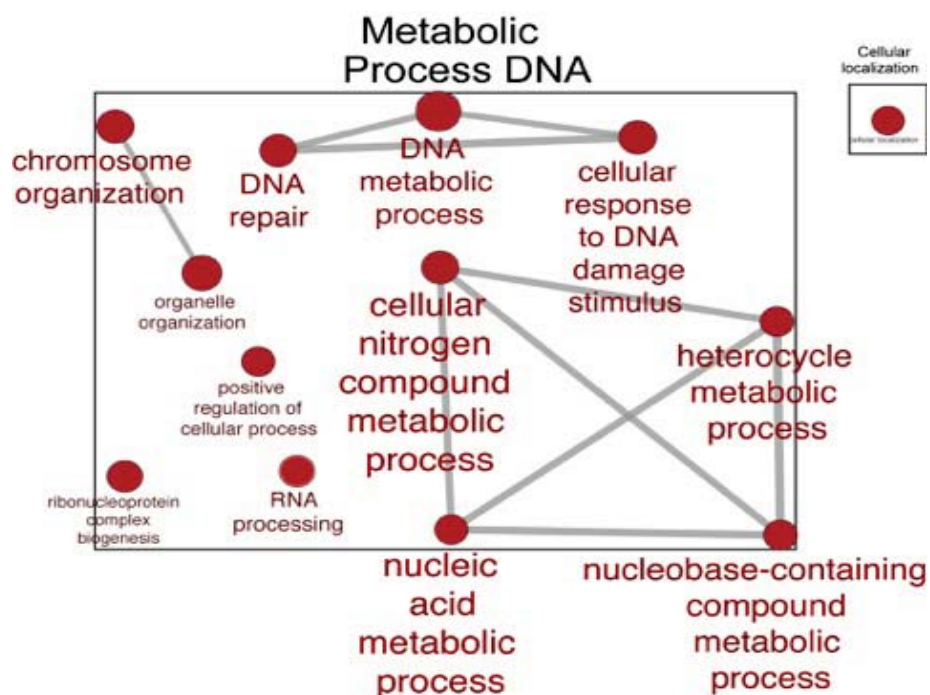 Metabolic
Process DNA
Cellular
localization
cellular localization
chromosome
organization
DNA
repair
DNA
metabolic
process
cellular
response
to DNA
damage
stimulus
organelle
organization
cellular
nitrogen
compound
metabolic
process
heterocycle
metabolic
process
positive
regulation of
cellular process
ribonucleoprotein
complex
biogenesis
RNA
processing
nucleic
acid
metabolic
process
nucleobase-containing
compound
metabolic
process